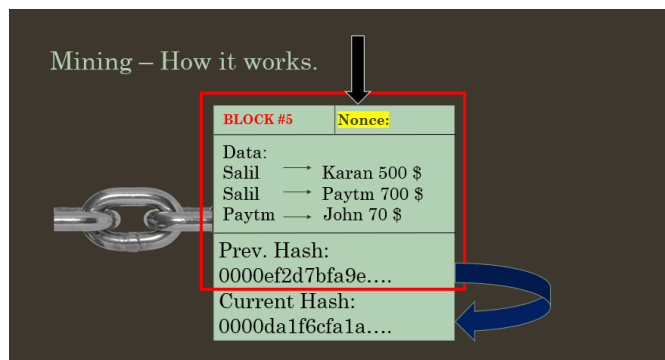 Mining – How it works.
BLOCK #5
Nonce:
Data:
Salil → Karan 500 $
Salil → Paytm 700 $
Paytm → John 70 $
Prev. Hash:
0000ef2d7bfa9e....
Current Hash:
0000da1f6cfa1a....